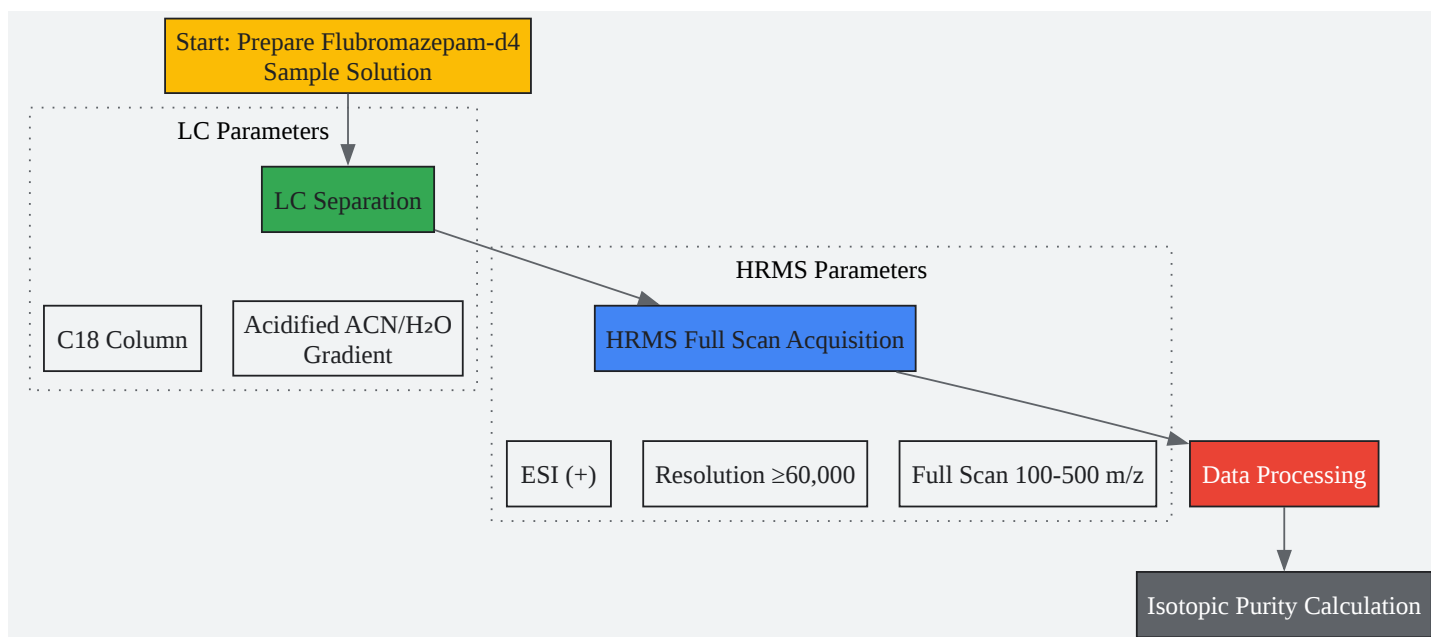 Start: Prepare Flubromazepam-d4
Sample Solution
LC Parameters
LC Separation
HRMS Parameters
C18 Column
Acidified ACN/H₂O
Gradient
HRMS Full Scan Acquisition
ESI (+)
Resolution ≥60,000
Full Scan 100-500 m/z
Data Processing
Isotopic Purity Calculation